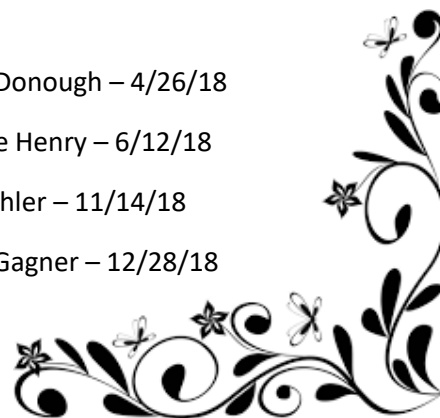 Donough – 4/26/18
e Henry – 6/12/18
hler – 11/14/18
Gagner – 12/28/18